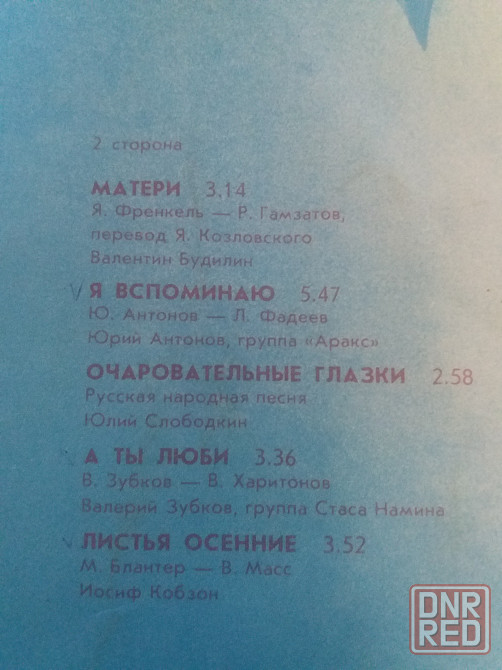 2 сторона
МАТЕРИ 3.14
Я. Френкель — Р. Гамзатов,
перевод Я. Козловского
Валентин Будилин
Я ВСПОМИНАЮ 5.47
Ю. Антонов — Л. Фадеев
Юрий Антонов, группа «Аракс»
ОЧАРОВАТЕЛЬНЫЕ ГЛАЗКИ 2.58
Русская народная песня
Юлий Слободкин
А ТЫ ЛЮБИ 3.36
В. Зубков — В. Харитонов
Валерий Зубков, группа Стаса Намина
ЛИСТЬЯ ОСЕННИЕ 3.52
М. Блантер — В. Масс
Иосиф Кобзон
DNR
RED